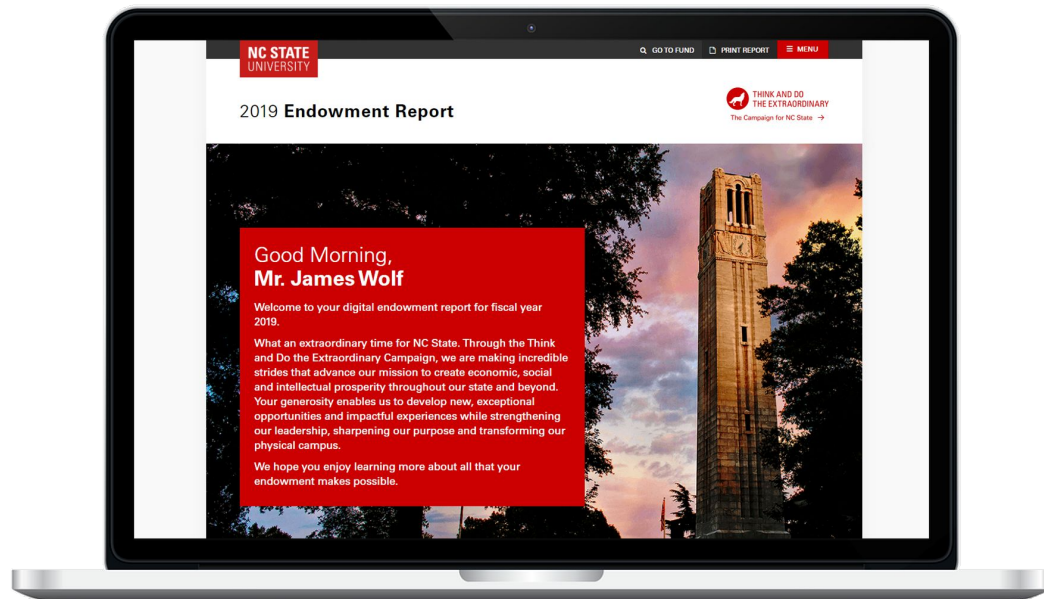 NC STATE
UNIVERSITY
GO TO FUND
PRINT REPORT
MENU
2019 Endowment Report
THINK AND DO
THE EXTRAORDINARY
The Campaign for NC State →
Good Morning,
Mr. James Wolf
Welcome to your digital endowment report for fiscal year
2019.
What an extraordinary time for NC State. Through the Think
and Do the Extraordinary Campaign, we are making incredible
strides that advance our mission to create economic, social
and intellectual prosperity throughout our state and beyond.
Your generosity enables us to develop new, exceptional
opportunities and impactful experiences while strengthening
our leadership, sharpening our purpose and transforming our
physical campus.
We hope you enjoy learning more about all that your
endowment makes possible.